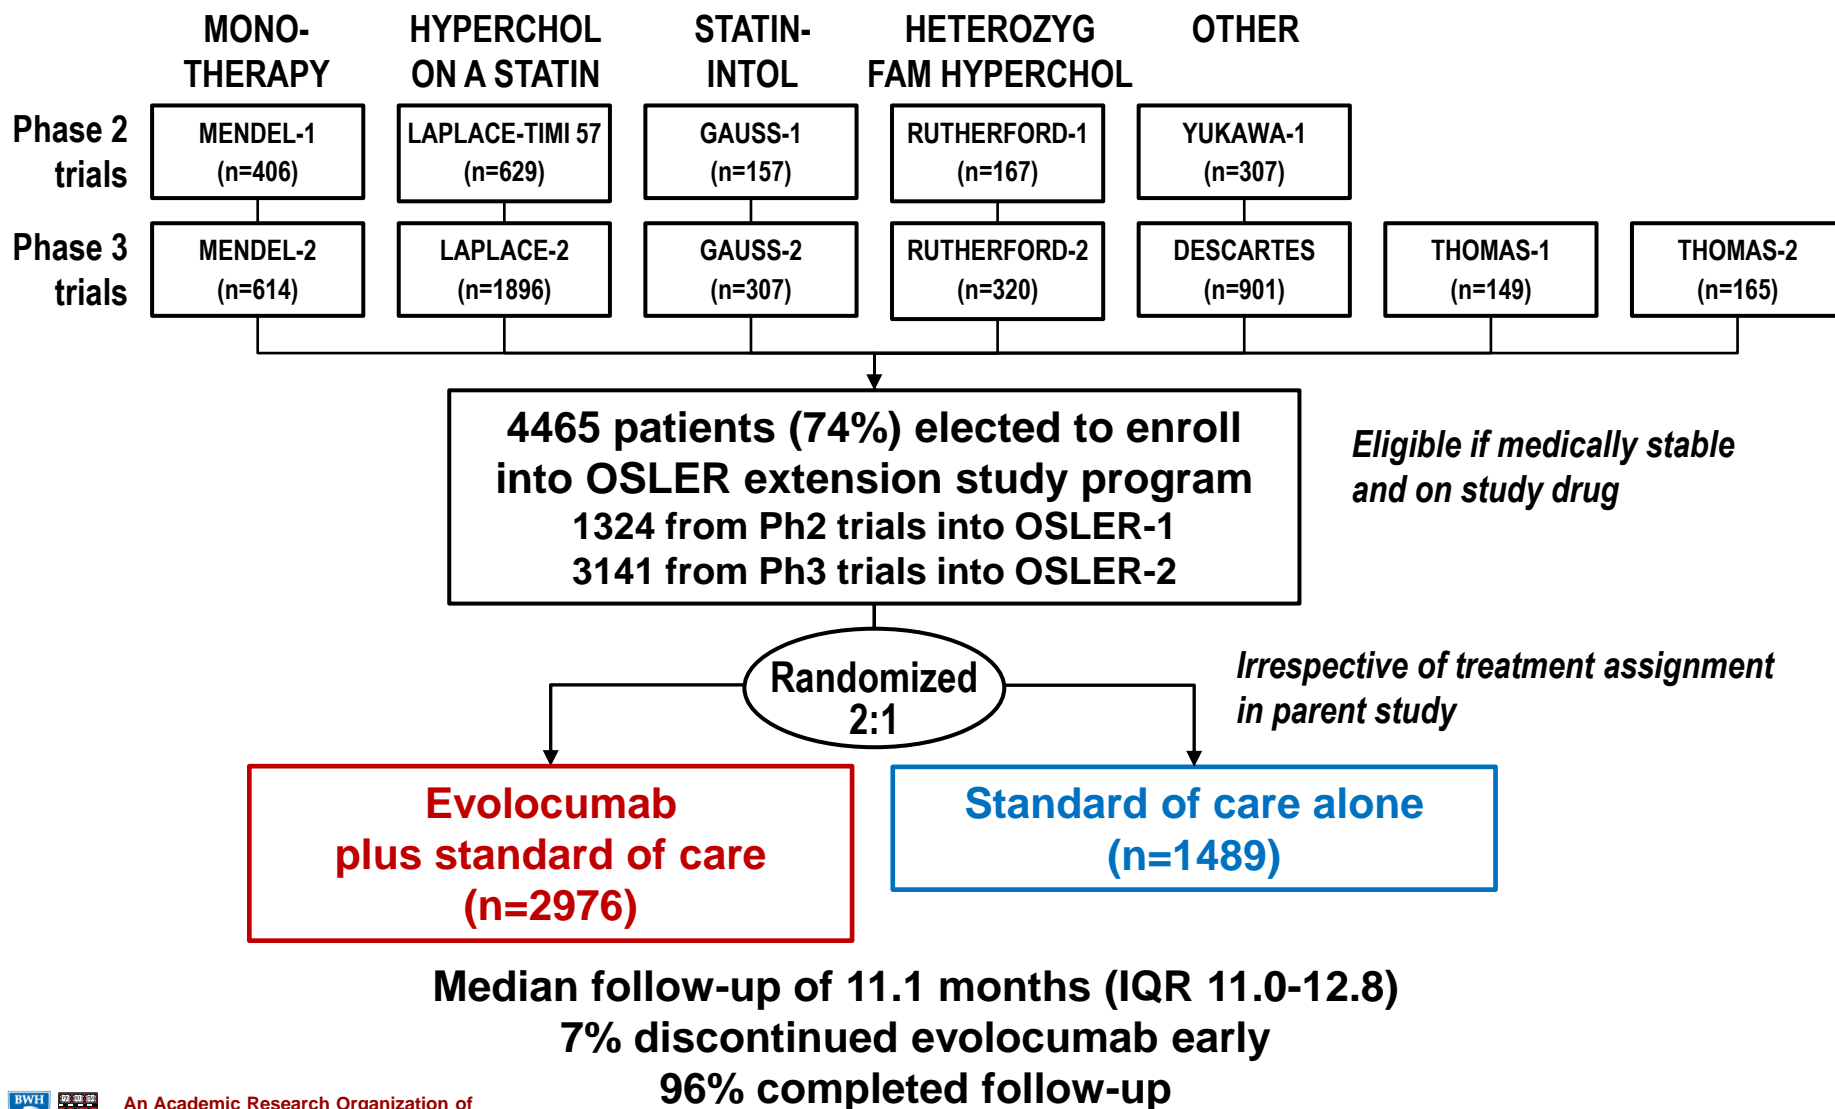 MONO-
THERAPY
HYPERCHOL
ON A STATIN
STATIN-
INTOL
HETEROZYG
FAM HYPERCHOL
OTHER
Phase 2
trials
MENDEL-1
(n=406)
LAPLACE-TIMI 57
(n=629)
GAUSS-1
(n=157)
RUTHERFORD-1
(n=167)
YUKAWA-1
(n=307)
Phase 3
trials
MENDEL-2
(n=614)
LAPLACE-2
(n=1896)
GAUSS-2
(n=307)
RUTHERFORD-2
(n=320)
DESCARTES
(n=901)
THOMAS-1
(n=149)
THOMAS-2
(n=165)
4465 patients (74%) elected to enroll
into OSLER extension study program
1324 from Ph2 trials into OSLER-1
3141 from Ph3 trials into OSLER-2
Eligible if medically stable
and on study drug
Randomized
2:1
Irrespective of treatment assignment
in parent study
Evolocumab
plus standard of care
(n=2976)
Standard of care alone
(n=1489)
Median follow-up of 11.1 months (IQR 11.0-12.8)
7% discontinued evolocumab early
96% completed follow-up
BWH
An Academic Research Organization of